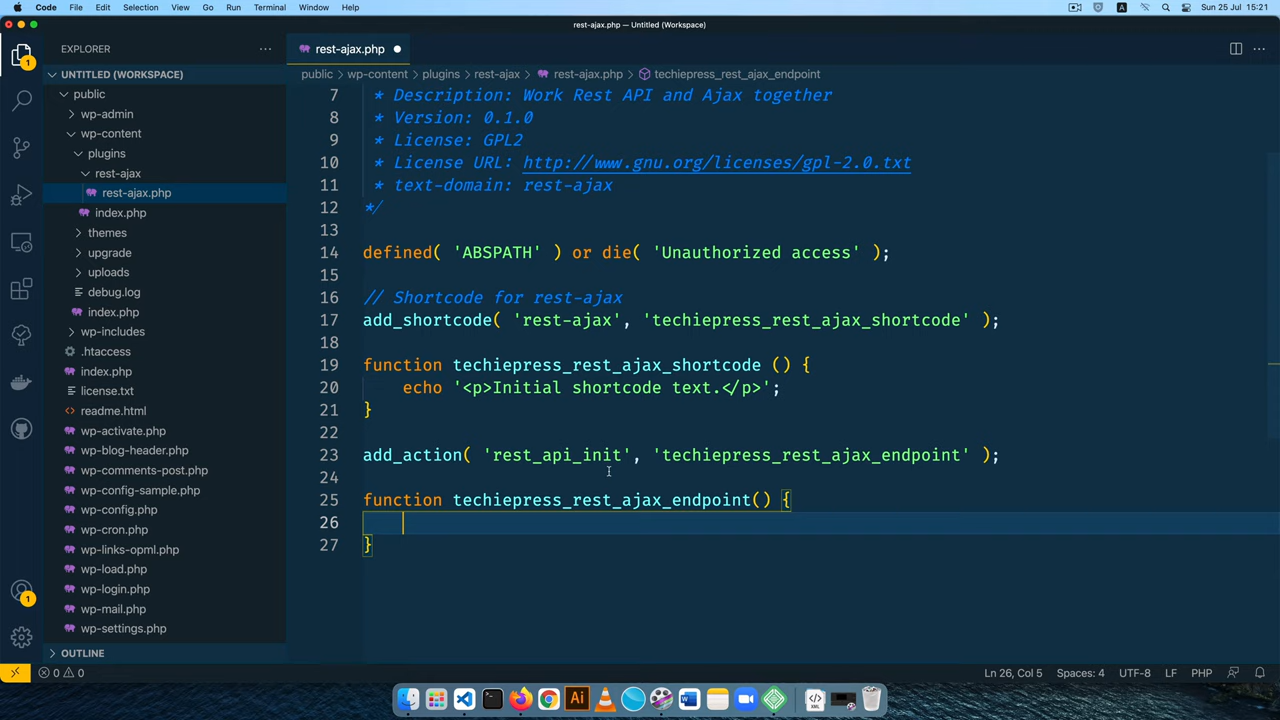 Code File Edit Selection View Go Run Terminal Window Help A Sun 25 Jul 15:21
rest-ajax.php — Untitled (Workspace)
EXPLORER
rest-ajax.php
UNTITLED (WORKSPACE)
public > wp-content > plugins > rest-ajax > rest-ajax.php > techiepress_rest_ajax_endpoint
public
wp-admin
wp-content
plugins
rest-ajax
rest-ajax.php
index.php
themes
upgrade
uploads
debug.log
index.php
wp-includes
.htaccess
index.php
license.txt
readme.html
wp-activate.php
wp-blog-header.php
wp-comments-post.php
wp-config-sample.php
wp-config.php
wp-cron.php
wp-links-opml.php
wp-load.php
wp-login.php
wp-mail.php
wp-settings.php
OUTLINE
1
1
7 * Description: Work Rest API and Ajax together
8 * Version: 0.1.0
9 * License: GPL2
10 * License URL: http://www.gnu.org/licenses/gpl-2.0.txt
11 * text-domain: rest-ajax
12 */
13
14 defined( 'ABSPATH' ) or die( 'Unauthorized access' );
15
16 // Shortcode for rest-ajax
17 add_shortcode( 'rest-ajax', 'techiepress_rest_ajax_shortcode' );
18
19 function techiepress_rest_ajax_shortcode () {
20 echo '<p>Initial shortcode text.</p>';
21 }
22
23 add_action( 'rest_api_init', 'techiepress_rest_ajax_endpoint' );
24
25 function techiepress_rest_ajax_endpoint() {
26
27 }
0 0 Ln 26, Col 5 Spaces: 4 UTF-8 LF PHP
Ai W XML